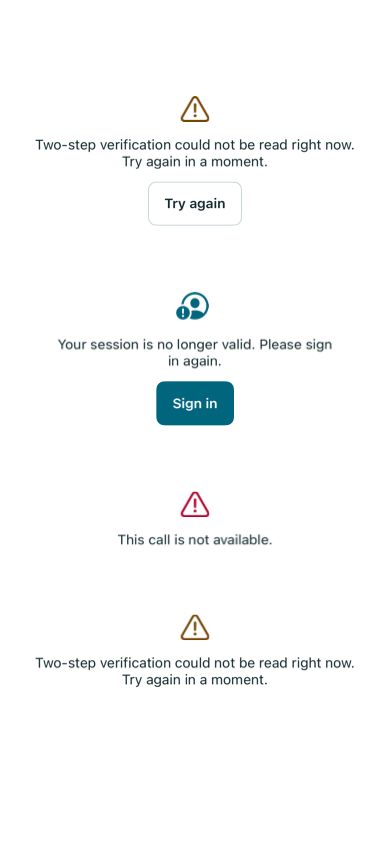 Two-step verification could not be read right now.
Try again in a moment.
Try again
Your session is no longer valid. Please sign
in again.
Sign in
This call is not available.
Two-step verification could not be read right now.
Try again in a moment.